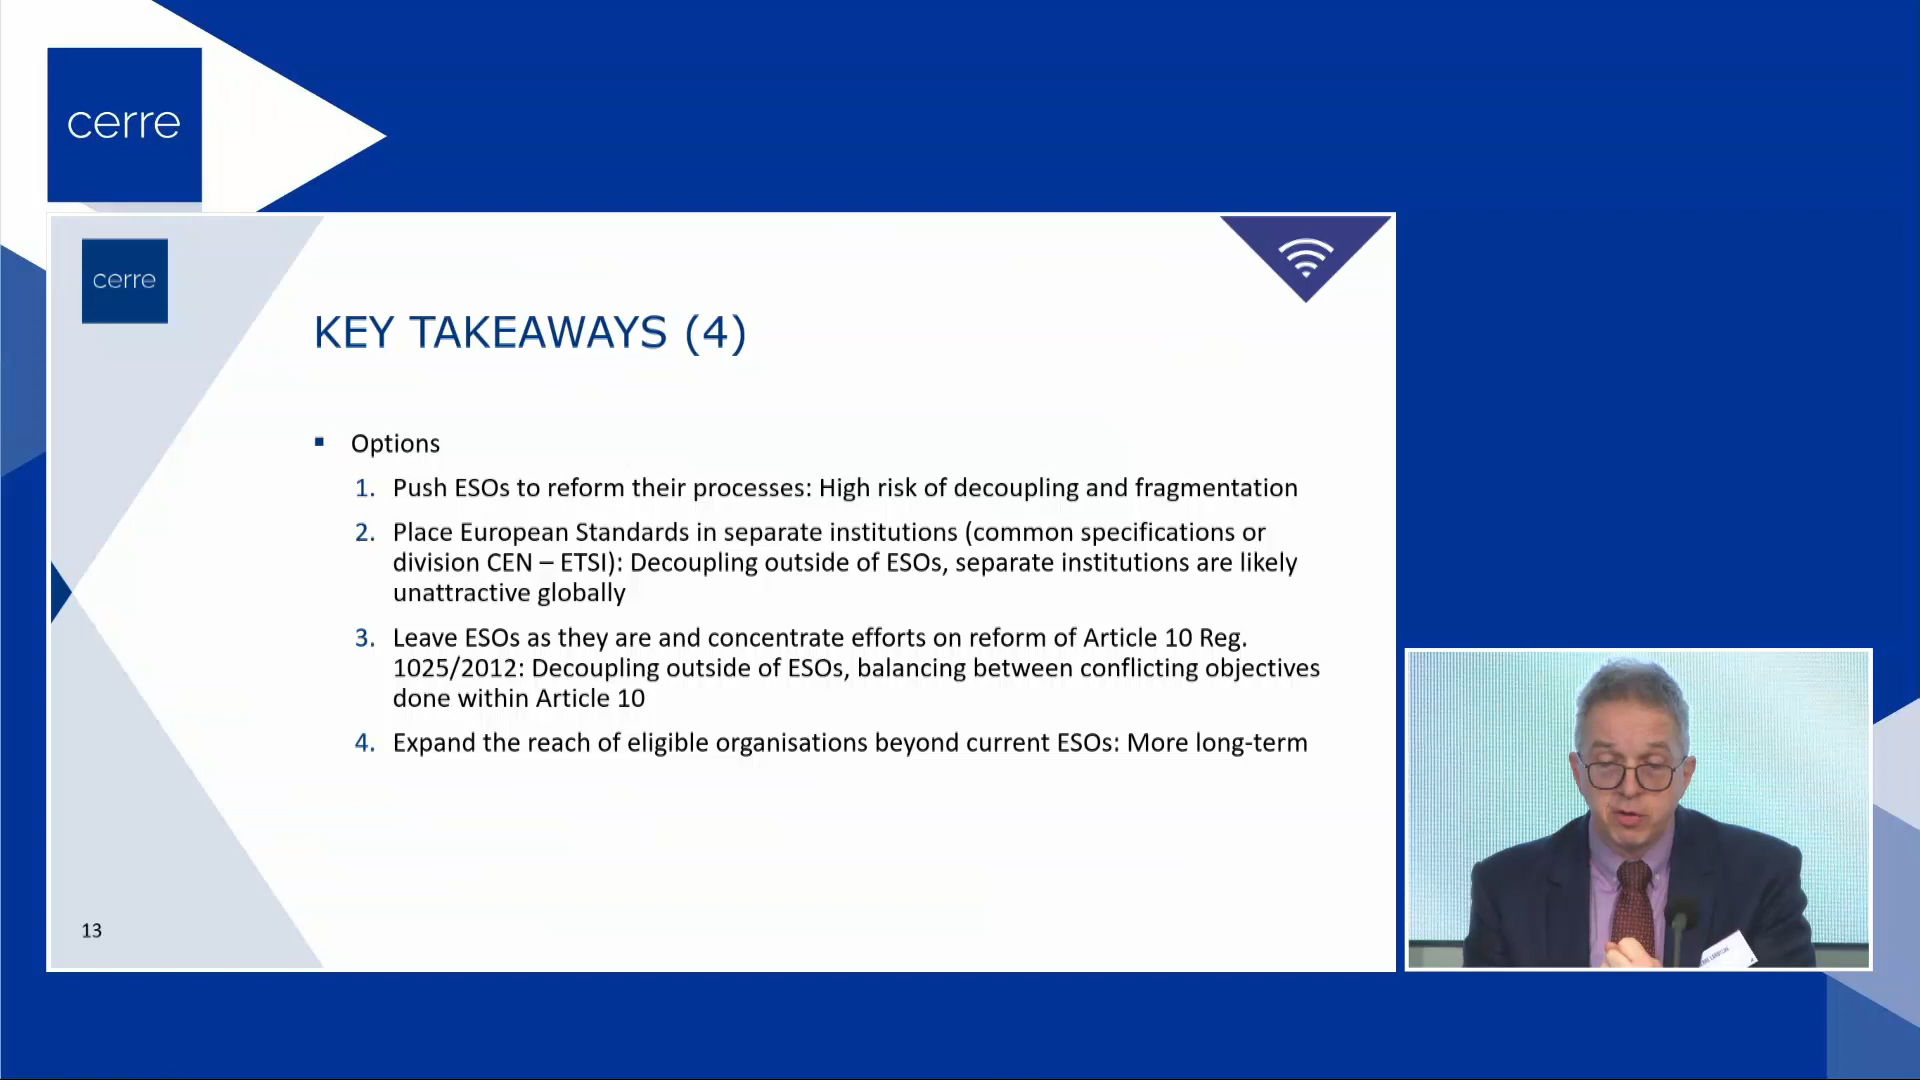 cerre
cerre
KEY TAKEAWAYS (4)
▪ Options
1. Push ESOs to reform their processes: High risk of decoupling and fragmentation
2. Place European Standards in separate institutions (common specifications or
division CEN – ETSI): Decoupling outside of ESOs, separate institutions are likely
unattractive globally
3. Leave ESOs as they are and concentrate efforts on reform of Article 10 Reg.
1025/2012: Decoupling outside of ESOs, balancing between conflicting objectives
done within Article 10
4. Expand the reach of eligible organisations beyond current ESOs: More long-term
13